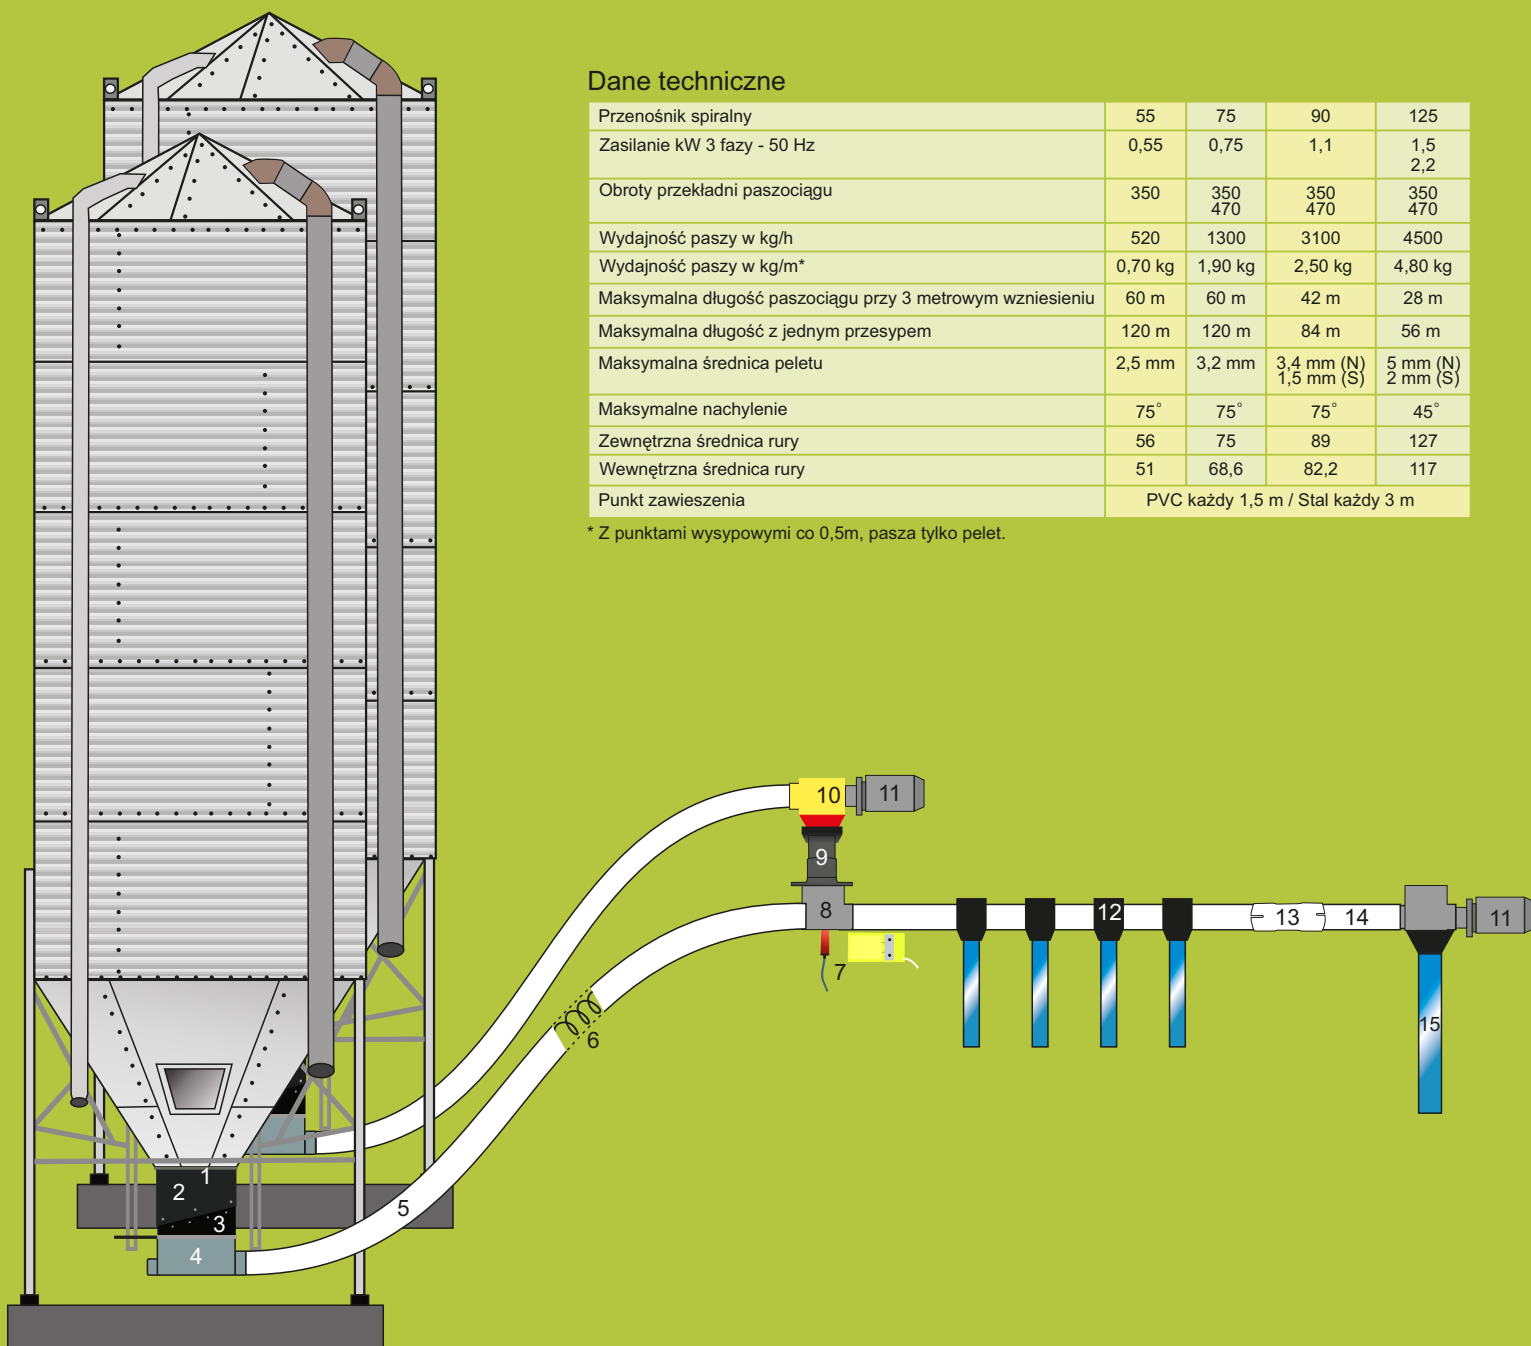 Dane techniczne
Przenośnik spiralny 55 75 90 125
Zasilanie kW 3 fazy - 50 Hz 0,55 0,75 1,1 1,5
2,2
Obroty przekładni paszociągu 350 350 350 350
470 470 470
Wydajność paszy w kg/h 520 1300 3100 4500
Wydajność paszy w kg/m* 0,70 kg 1,90 kg 2,50 kg 4,80 kg
Maksymalna długość paszociągu przy 3 metrowym wzniesieniu 60 m 60 m 42 m 28 m
Maksymalna długość z jednym przesypem 120 m 120 m 84 m 56 m
Maksymalna średnica peletu 2,5 mm 3,2 mm 3,4 mm (N) 5 mm (N)
1,5 mm (S) 2 mm (S)
Maksymalne nachylenie 75° 75° 75° 45°
Zewnętrzna średnica rury 56 75 89 127
Wewnętrzna średnica rury 51 68,6 82,2 117
Punkt zawieszenia PVC każdy 1,5 m / Stal każdy 3 m
* Z punktami wysypowymi co 0,5m, pasza tylko pelet.
10 11
9
8 12 13 14 11
7
15
6
1
2
5
3
4